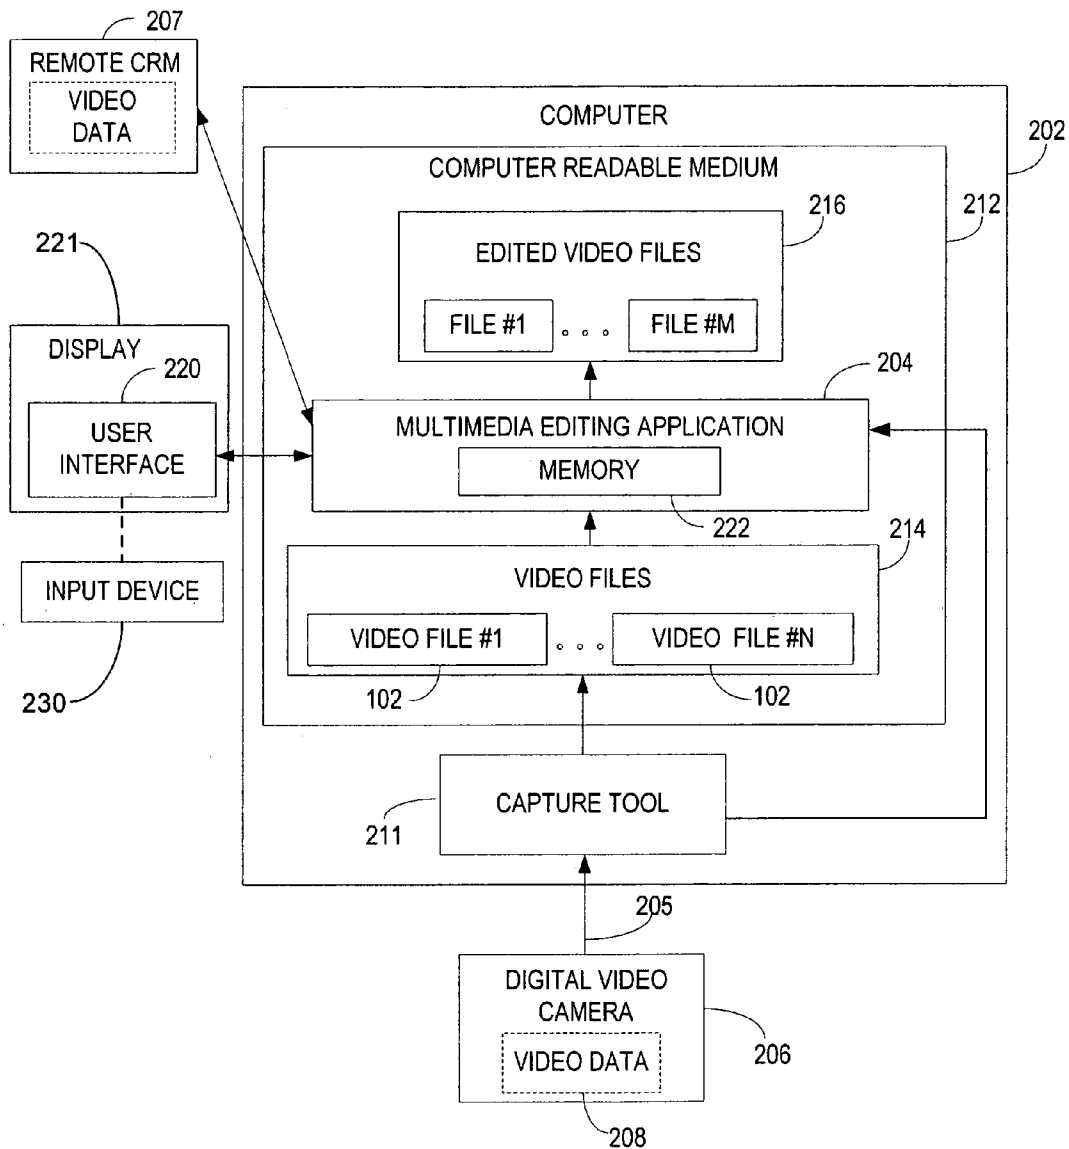 207
REMOTE CRM
VIDEO
DATA
COMPUTER
202
COMPUTER READABLE MEDIUM
216
212
221
EDITED VIDEO FILES
FILE #1
FILE #M
DISPLAY
220
204
USER
INTERFACE
MULTIMEDIA EDITING APPLICATION
MEMORY
222
214
INPUT DEVICE
VIDEO FILES
VIDEO FILE #1
VIDEO FILE #N
230
102
102
CAPTURE TOOL
211
205
DIGITAL VIDEO
CAMERA
206
VIDEO DATA
208